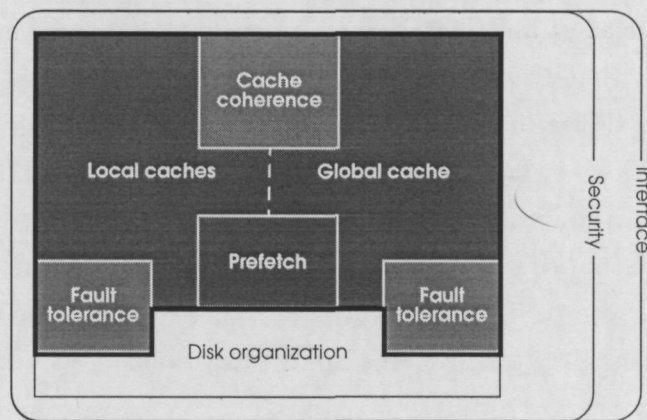 Cache
coherence
Local caches
Global cache
Prefetch
Fault
tolerance
Fault
tolerance
Disk organization
Security
Interface